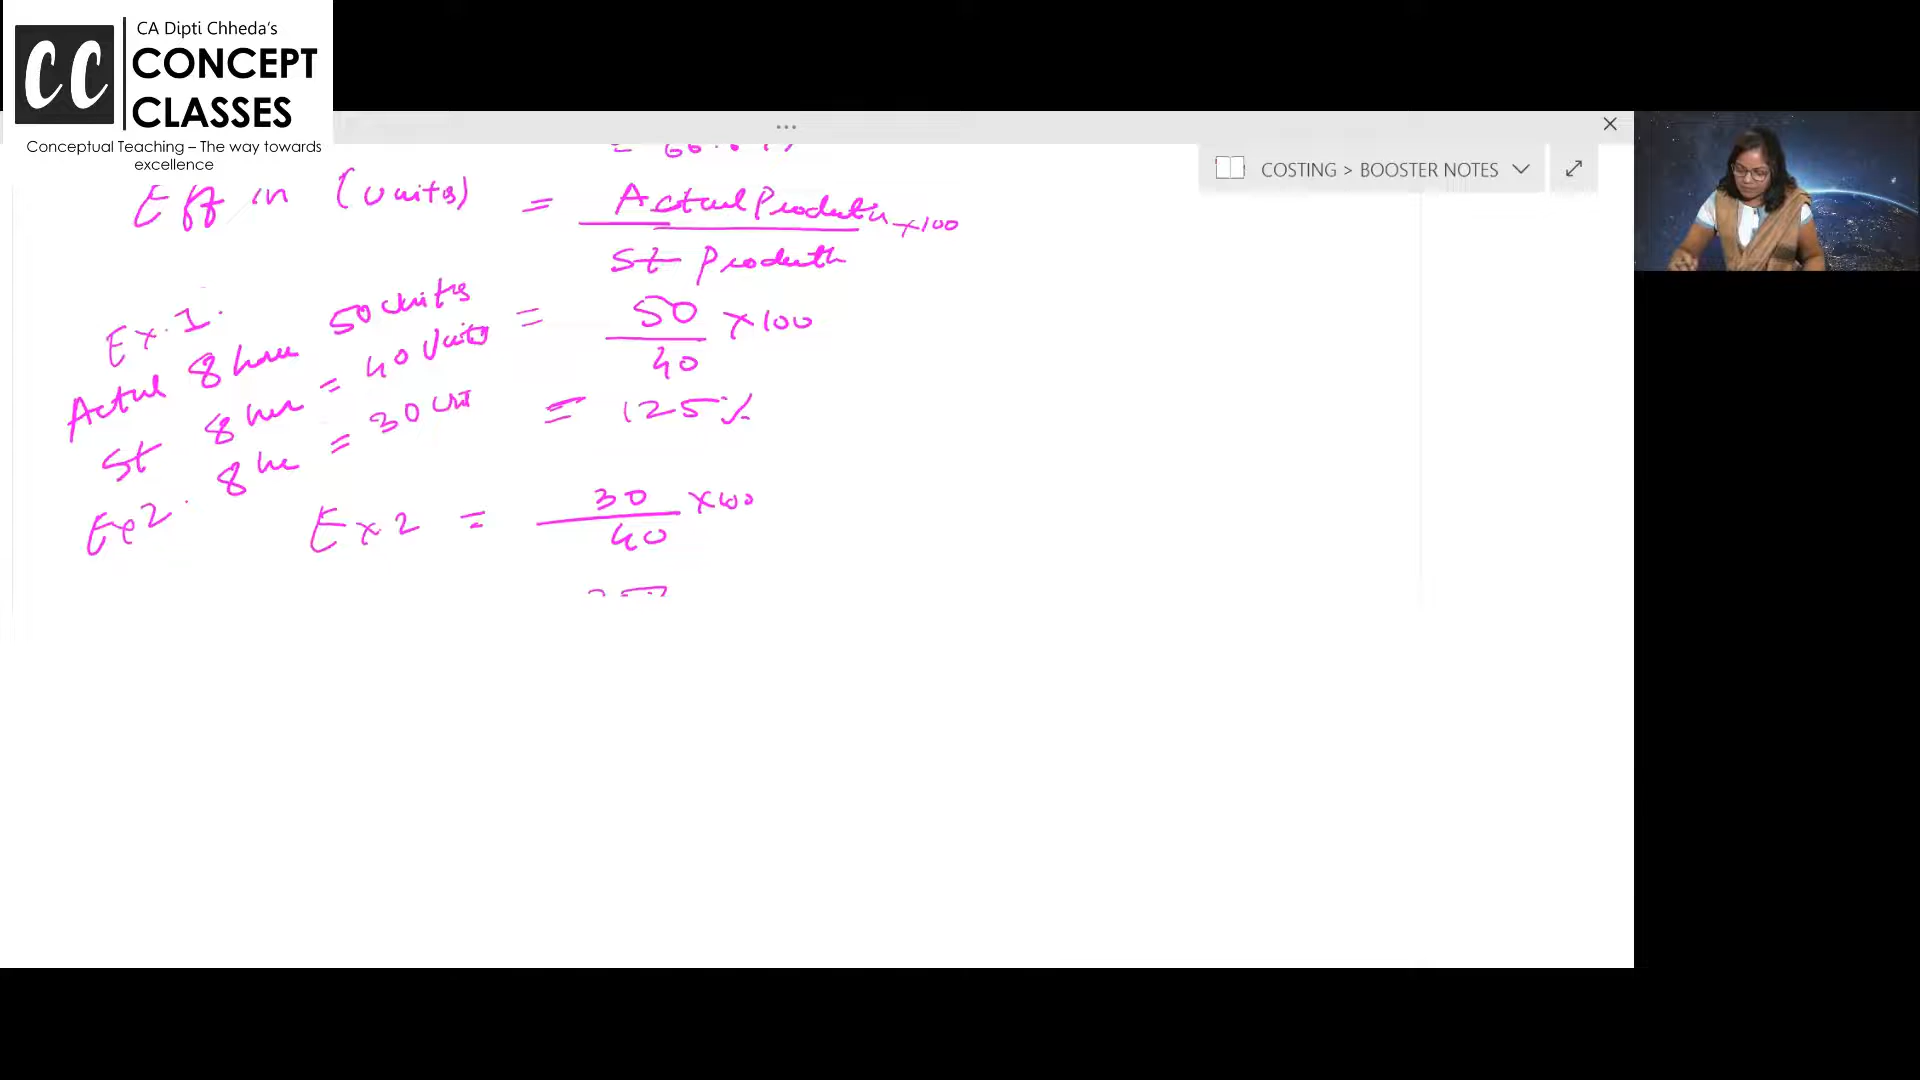 CC
CA Dipti Chheda's
CONCEPT
CLASSES
Conceptual Teaching – The way towards
excellence
COSTING > BOOSTER NOTES
Eff in (Units) = Actual Production × 100
St Production
Ex. 1.
Actual 8 hours 50 units
St 8 hrs = 40 Units
Ex 2. 8 hrs = 30 unit
= 50 × 100
40
= 125%
Ex 2 = 30 × 100
40